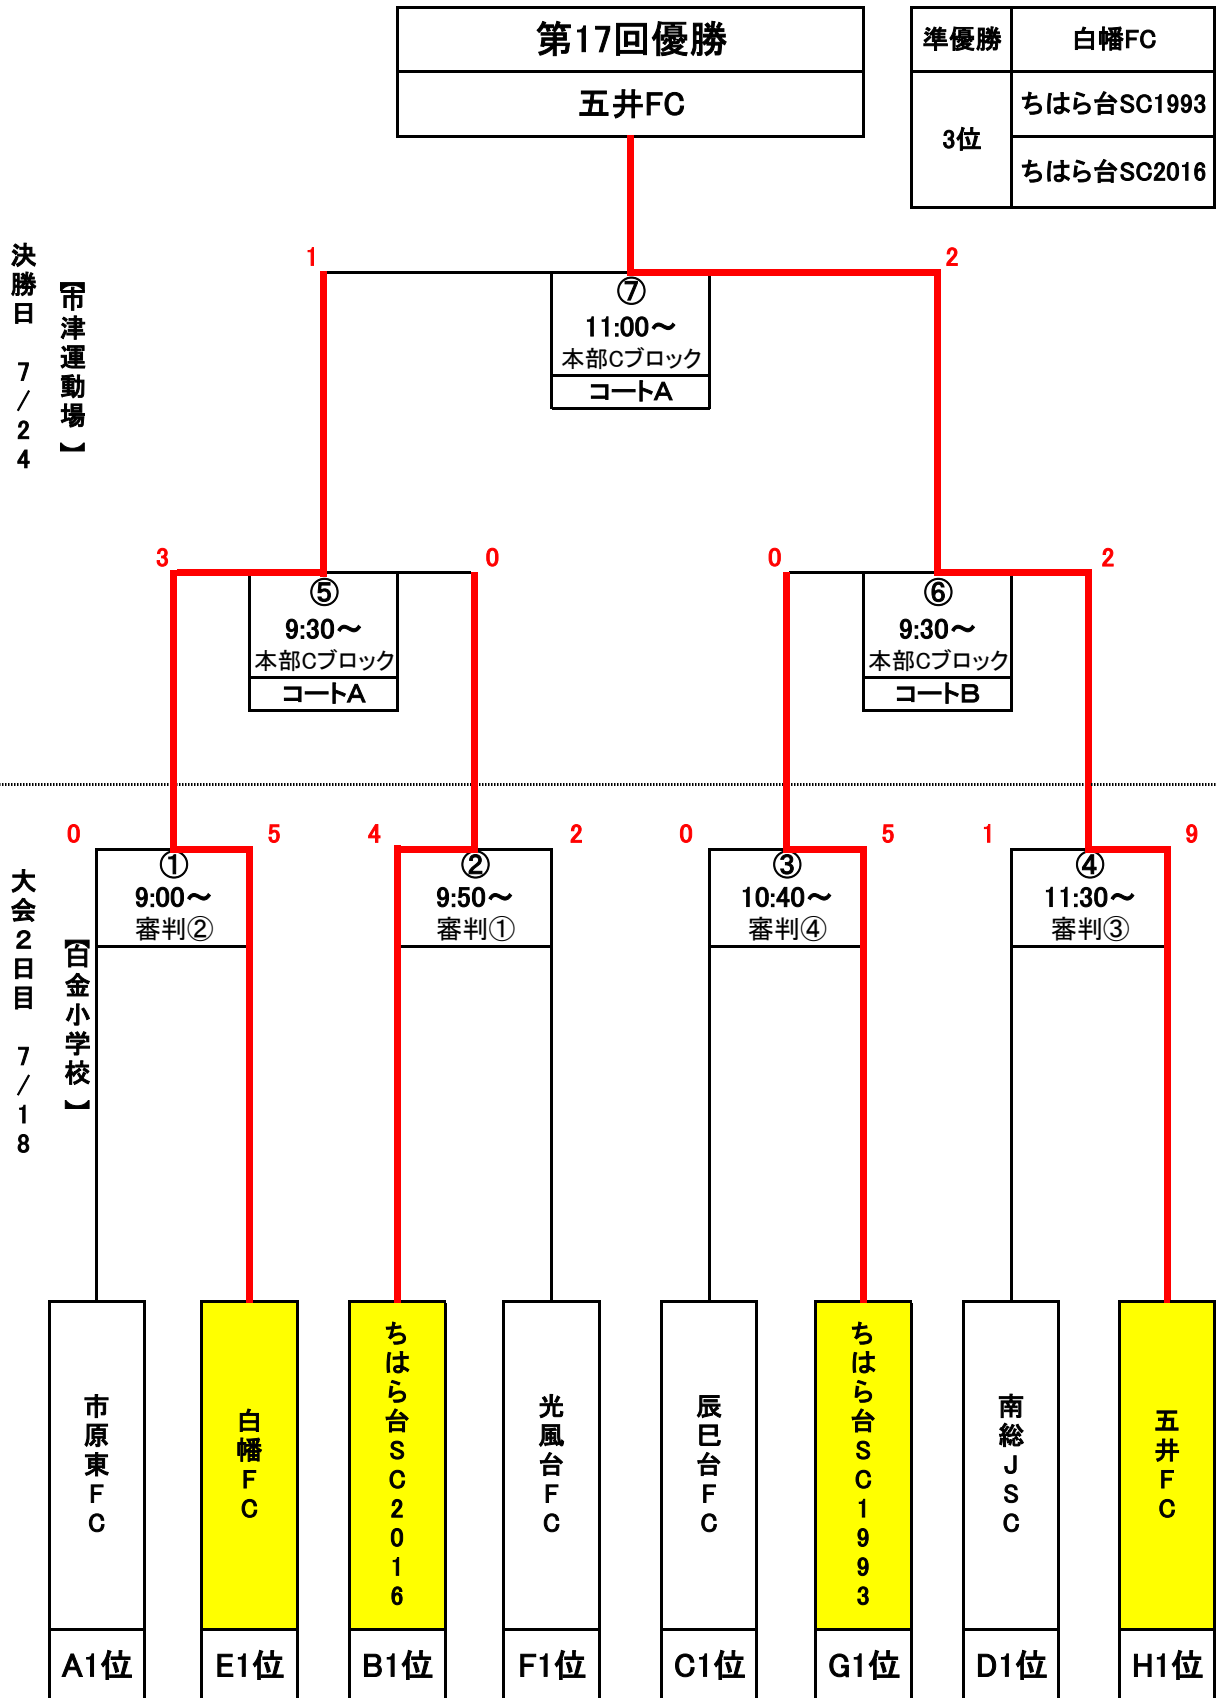 第17回優勝
五井FC
準優勝 白幡FC
3位
ちはら台SC1993
ちはら台SC2016
決勝日 7/24
【市津運動場】
1
2
⑦
11:00～
本部Cブロック
コートA
3
0
⑤
9:30～
本部Cブロック
コートA
0
2
⑥
9:30～
本部Cブロック
コートB
大会2日目 7/18
【白金小学校】
0
5
①
9:00～
審判②
4
2
②
9:50～
審判①
0
5
③
10:40～
審判④
1
9
④
11:30～
審判③
市原東FC
白幡FC
ちはら台SC2016
光風台FC
辰巳台FC
ちはら台SC1993
南総JSC
五井FC
A1位
E1位
B1位
F1位
C1位
G1位
D1位
H1位